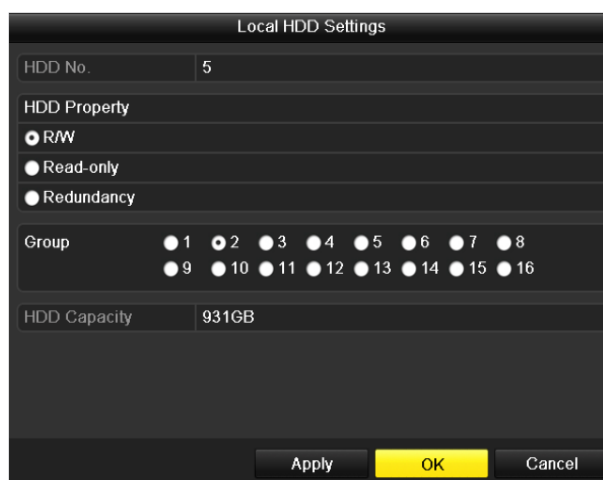 Local HDD Settings
HDD No. 5
HDD Property
R/W
Read-only
Redundancy
Group 1 2 3 4 5 6 7 8
9 10 11 12 13 14 15 16
HDD Capacity 931GB
Apply OK Cancel